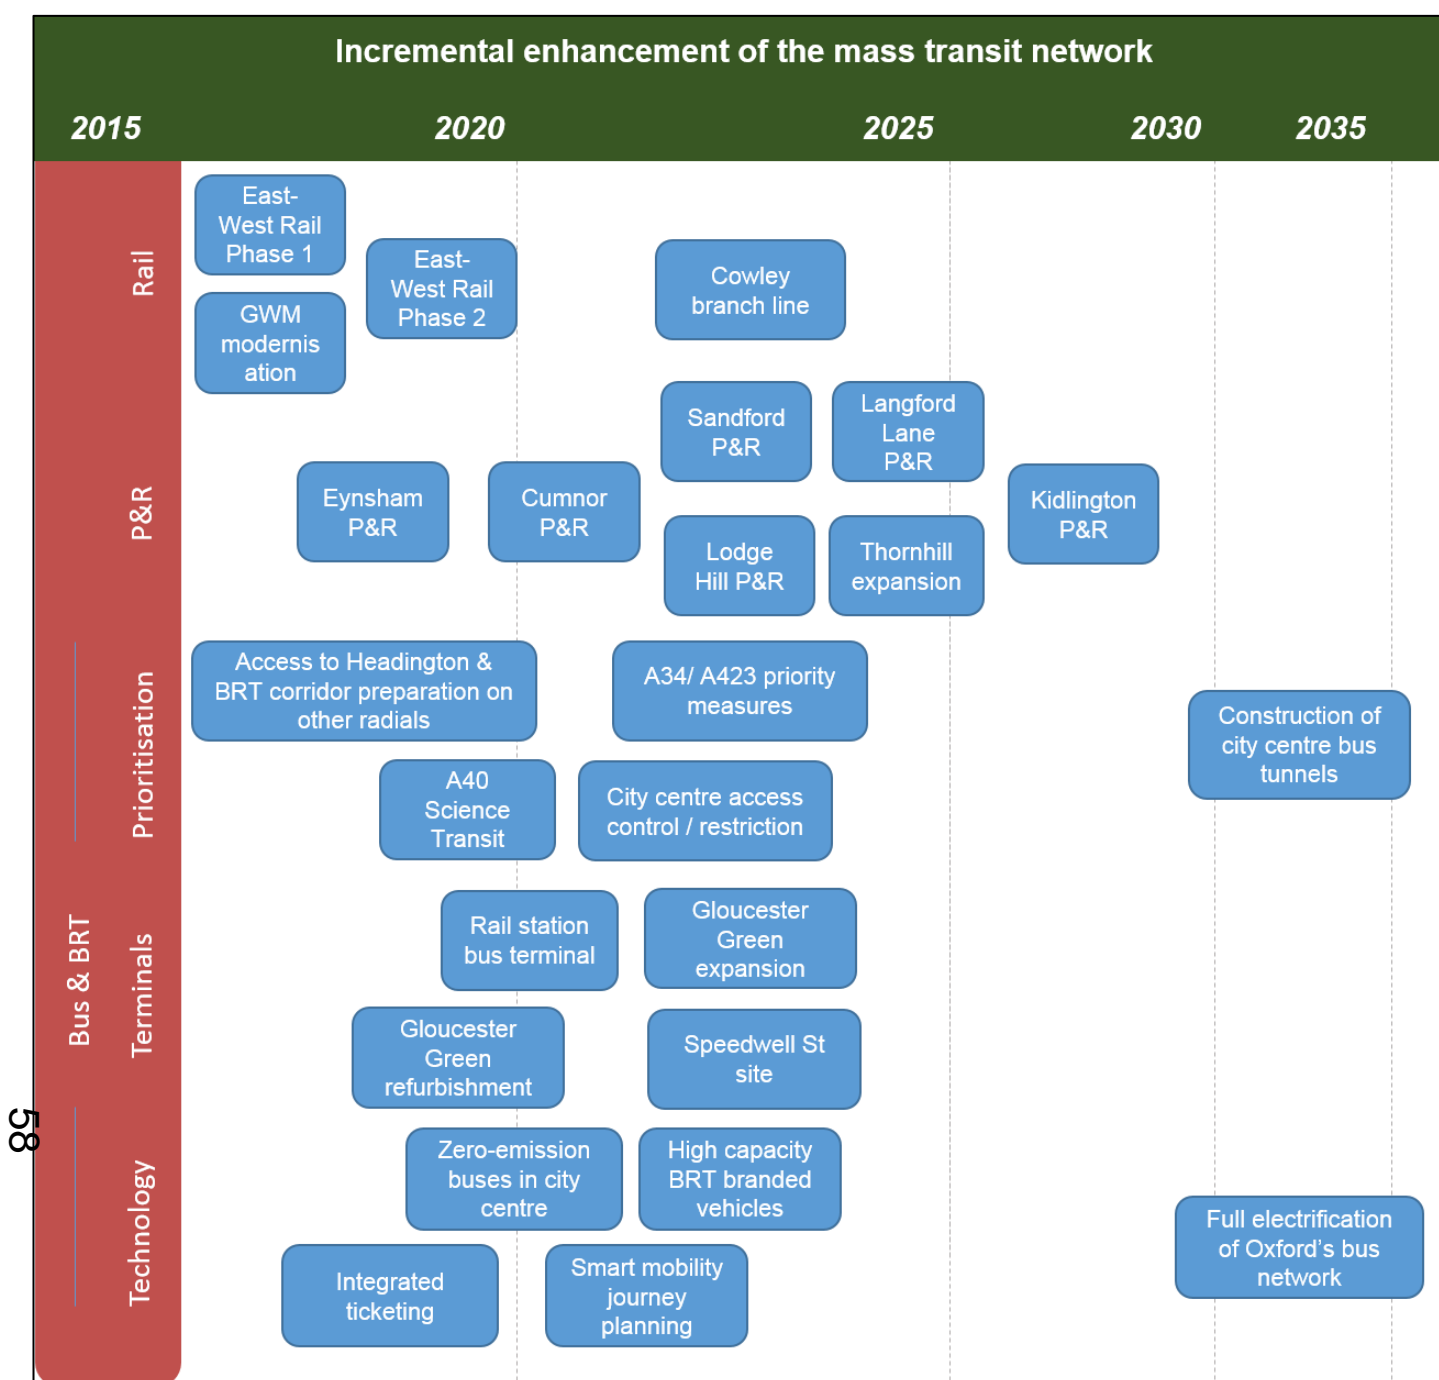 Incremental enhancement of the mass transit network
2015 2020 2025 2030 2035
Rail
East-
West Rail
Phase 1
GWM
modernis
ation
East-
West Rail
Phase 2
Cowley
branch line
P&R
Eynsham
P&R
Cumnor
P&R
Sandford
P&R
Lodge
Hill P&R
Langford
Lane
P&R
Thornhill
expansion
Kidlington
P&R
Bus & BRT
Prioritisation
Access to Headington &
BRT corridor preparation on
other radials
A34/ A423 priority
measures
Construction of
city centre bus
tunnels
A40
Science
Transit
City centre access
control / restriction
Terminals
Rail station
bus terminal
Gloucester
Green
expansion
Gloucester
Green
refurbishment
Speedwell St
site
Technology
Zero-emission
buses in city
centre
High capacity
BRT branded
vehicles
Full electrification
of Oxford's bus
network
Integrated
ticketing
Smart mobility
journey
planning
58